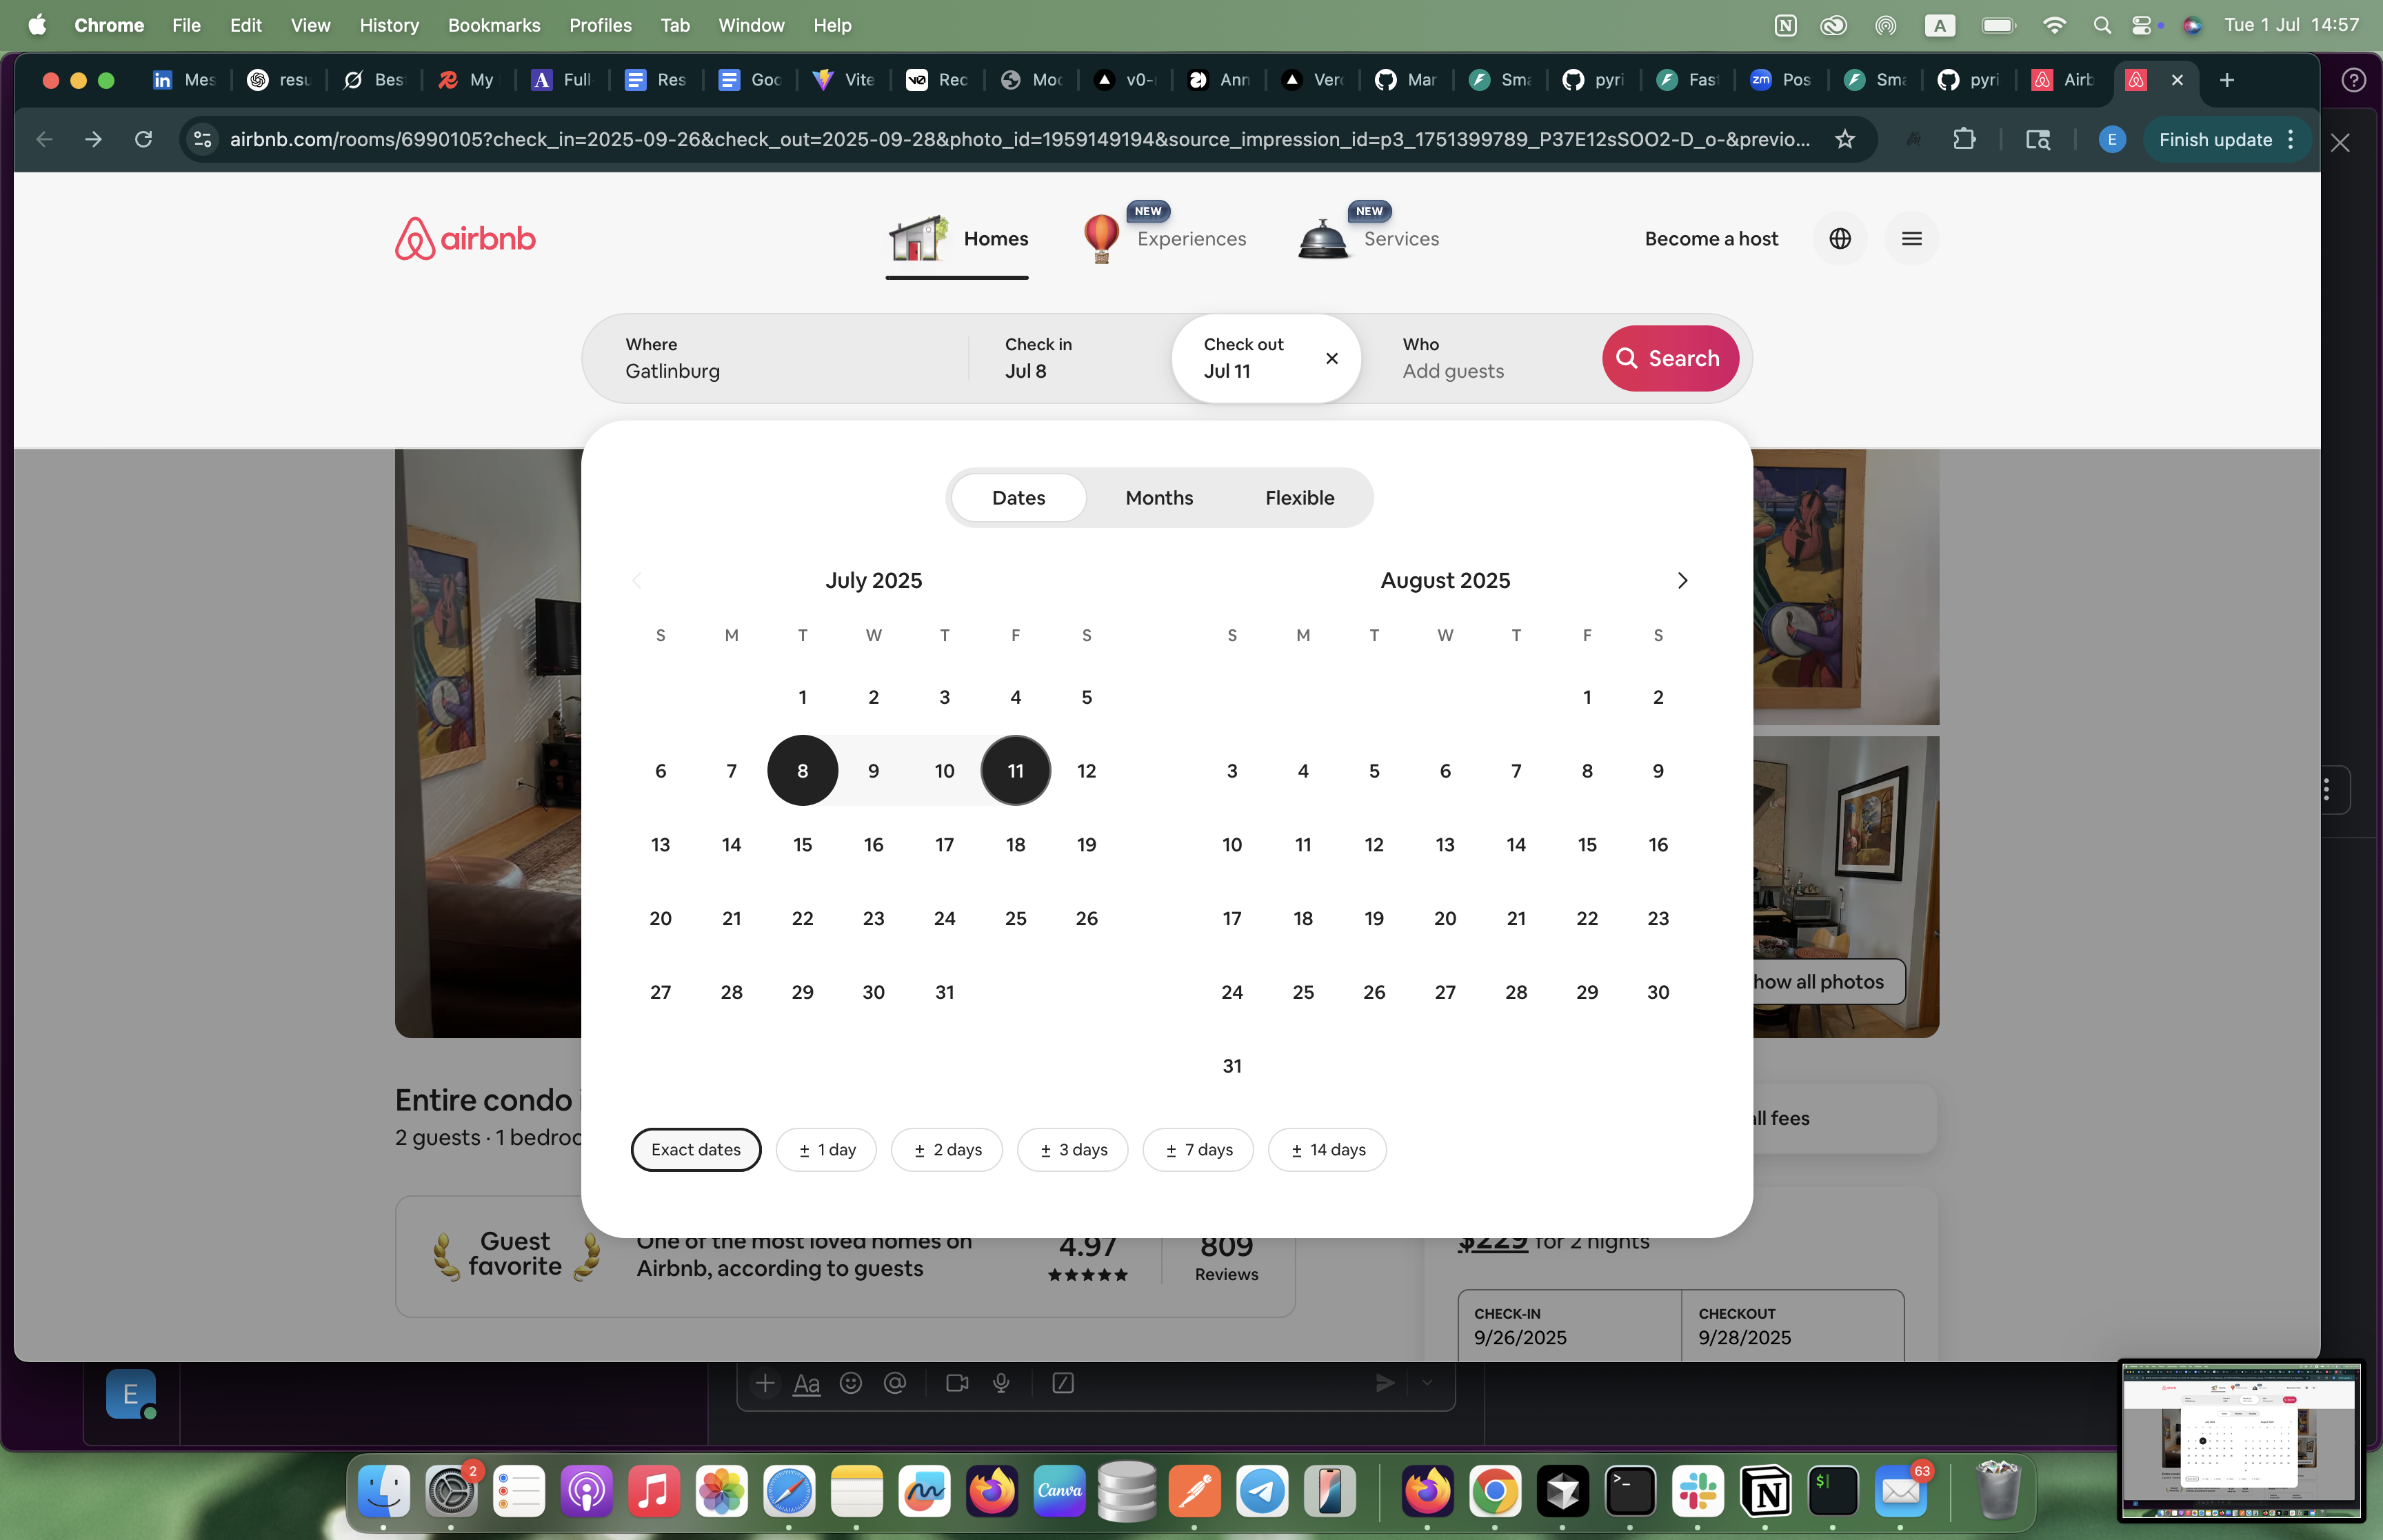 Chrome File Edit View History Bookmarks Profiles Tab Window Help
A
Tue 1 Jul 14:57
Mes
resu
Bes
My
Full
Res
Goo
Vite
Rec
Moc
v0-
Ann
Verc
Mar
Sma
pyri
Fast
Pos
Sma
pyri
Airb
airbnb.com/rooms/6990105?check_in=2025-09-26&check_out=2025-09-28&photo_id=1959149194&source_impression_id=p3_1751399789_P37E12sSOO2-D_o-&previo...
E
Finish update
airbnb
Homes
NEW
Experiences
NEW
Services
Become a host
Where
Gatlinburg
Check in
Jul 8
Check out
Jul 11
Who
Add guests
Search
Dates Months Flexible
July 2025
S M T W T F S
1 2 3 4 5
6 7 8 9 10 11 12
13 14 15 16 17 18 19
20 21 22 23 24 25 26
27 28 29 30 31
August 2025
S M T W T F S
1 2
3 4 5 6 7 8 9
10 11 12 13 14 15 16
17 18 19 20 21 22 23
24 25 26 27 28 29 30
31
Exact dates ± 1 day ± 2 days ± 3 days ± 7 days ± 14 days
how all photos
Entire condo i
2 guests · 1 bedroo
all fees
Guest
favorite
One of the most loved homes on
Airbnb, according to guests
4.97
809
Reviews
$229 for 2 nights
CHECK-IN
9/26/2025
CHECKOUT
9/28/2025
E
Aa
2
Canva
63